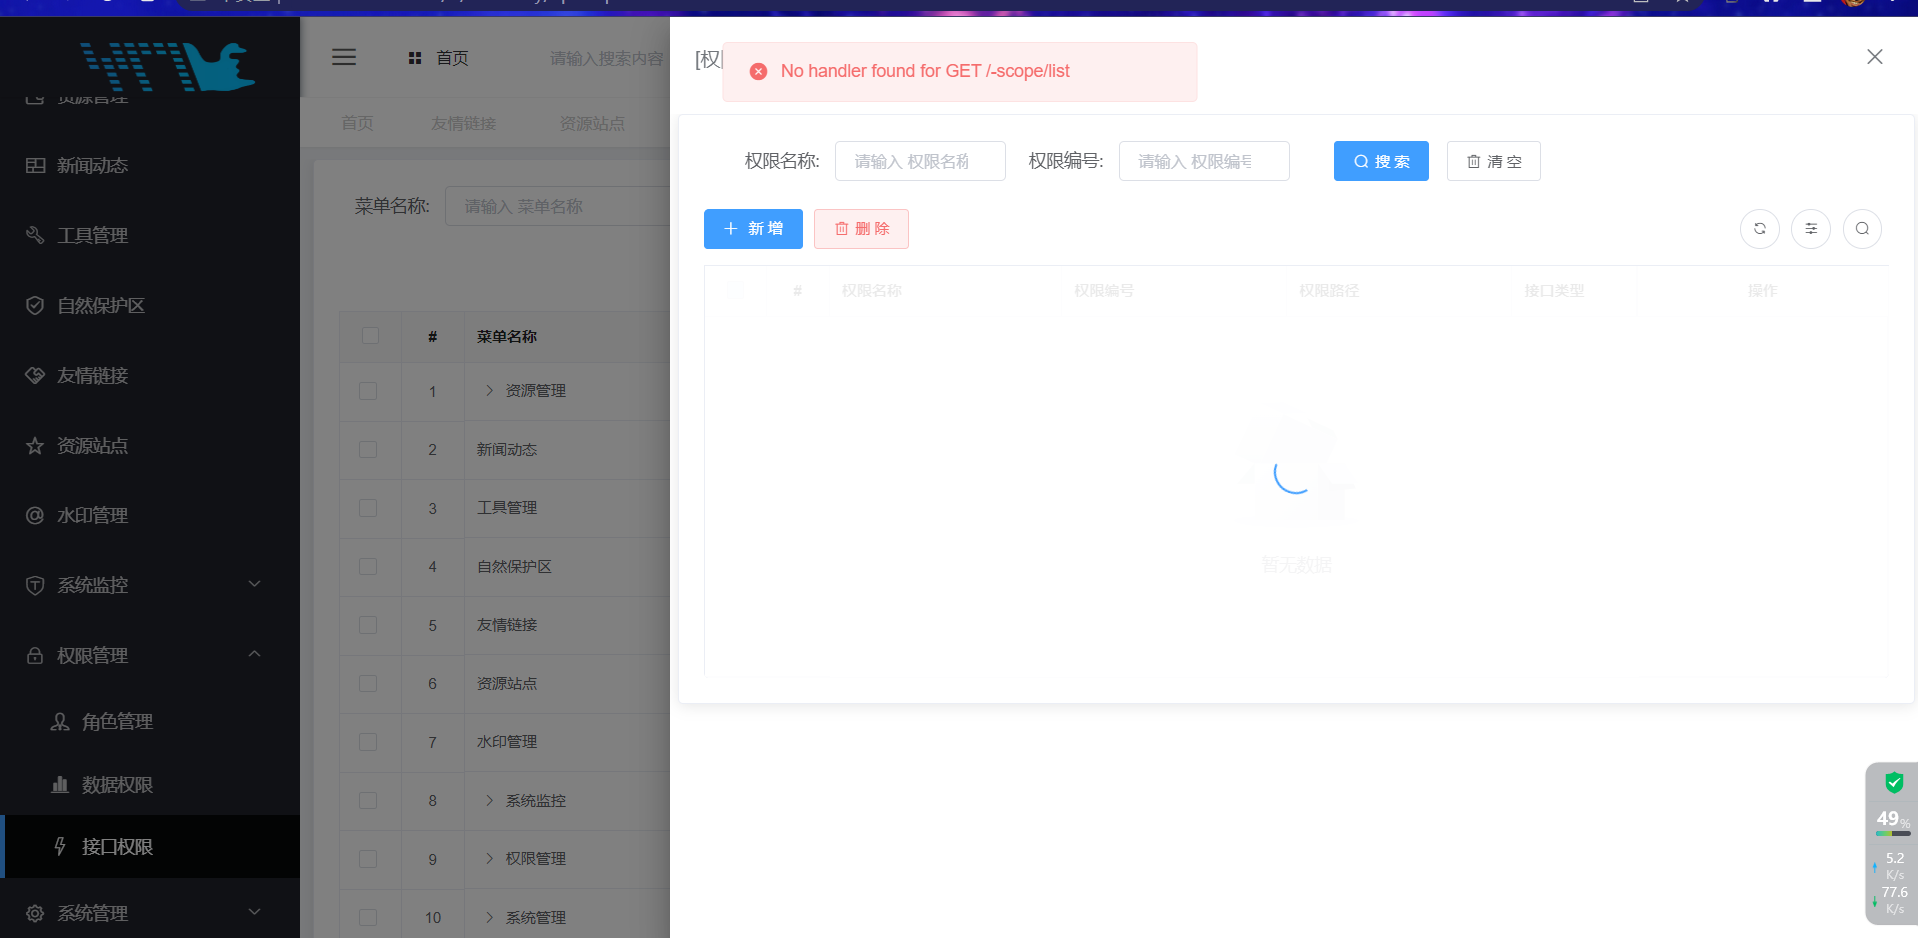 资源管理
新闻动态
工具管理
自然保护区
友情链接
资源站点
水印管理
系统监控
权限管理
角色管理
数据权限
接口权限
系统管理
首页
请输入搜索内容
首页
友情链接
资源站点
菜单名称:
请输入 菜单名称
#
菜单名称
1
资源管理
2
新闻动态
3
工具管理
4
自然保护区
5
友情链接
6
资源站点
7
水印管理
8
系统监控
9
权限管理
10
系统管理
[权
No handler found for GET /-scope/list
权限名称:
请输入 权限名称
权限编号:
请输入 权限编号
搜 索
清 空
新 增
删 除
#
权限名称
权限编号
权限路径
接口类型
操作
暂无数据
49%
5.2
K/s
77.6
K/s